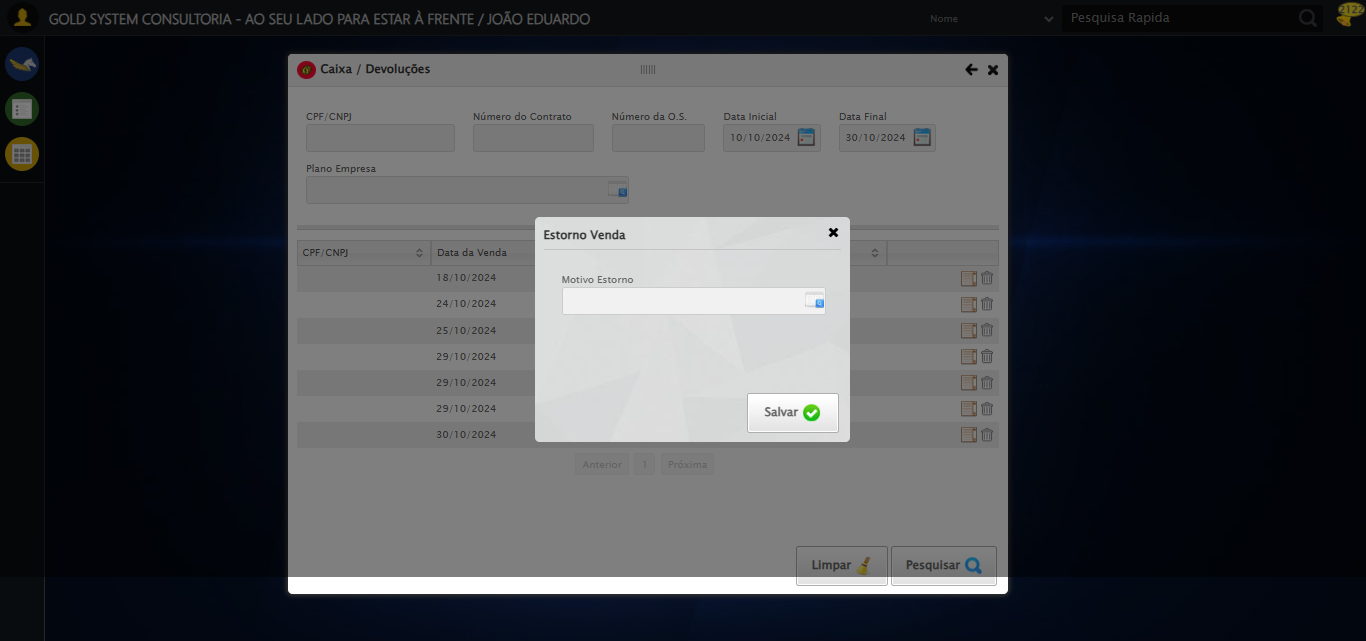 GOLD SYSTEM CONSULTORIA - AO SEU LADO PARA ESTAR À FRENTE / JOÃO EDUARDO
Nome
Pesquisa Rapida
2122
Caixa / Devoluções
CPF/CNPJ
Número do Contrato
Número da O.S.
Data Inicial
Data Final
10/10/2024
30/10/2024
Plano Empresa
Estorno Venda
Motivo Estorno
Salvar
CPF/CNPJ
Data da Venda
18/10/2024
24/10/2024
25/10/2024
29/10/2024
29/10/2024
29/10/2024
30/10/2024
Anterior
1
Próxima
Limpar
Pesquisar